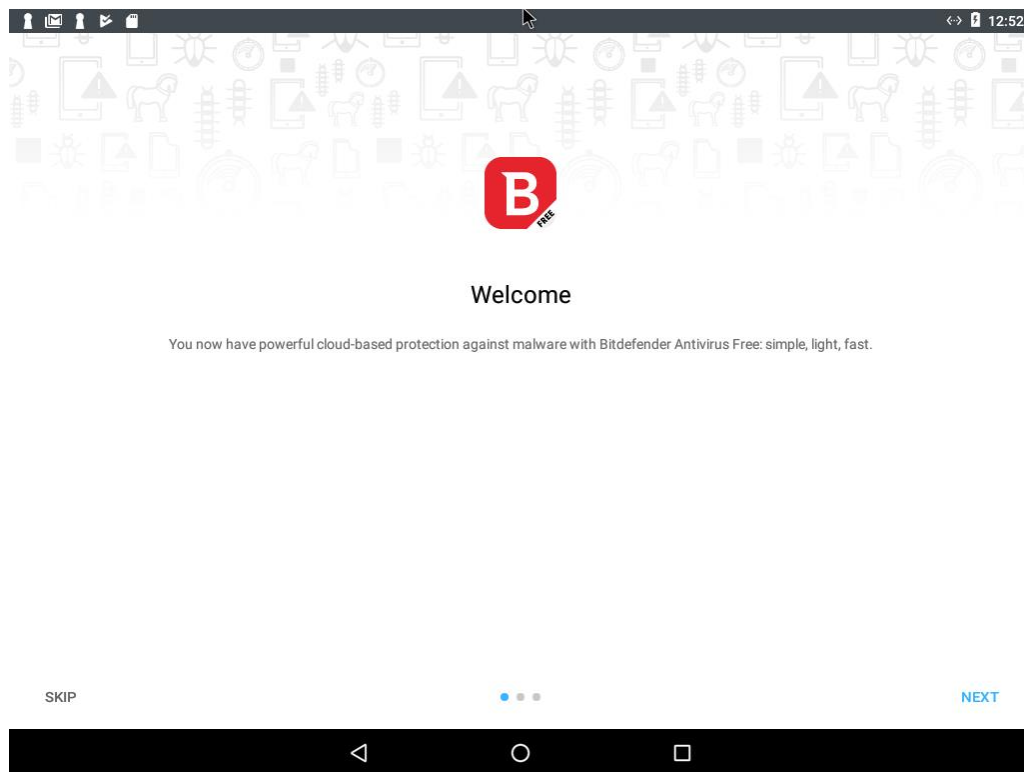 12:52
B
FREE
Welcome
You now have powerful cloud-based protection against malware with Bitdefender Antivirus Free: simple, light, fast.
SKIP
NEXT